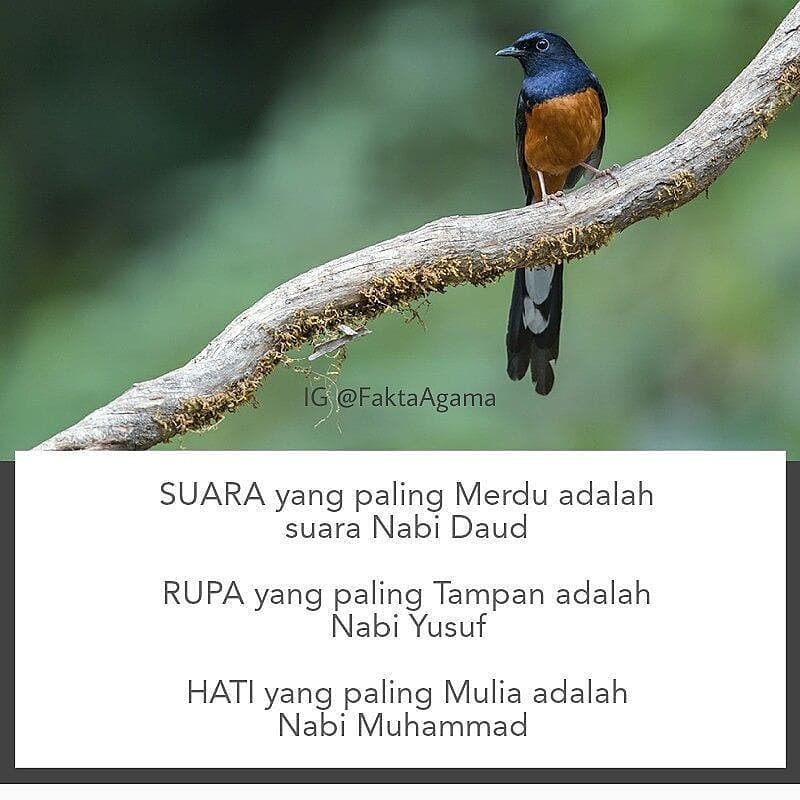 IG @FaktaAgama
SUARA yang paling Merdu adalah
suara Nabi Daud
RUPA yang paling Tampan adalah
Nabi Yusuf
HATI yang paling Mulia adalah
Nabi Muhammad